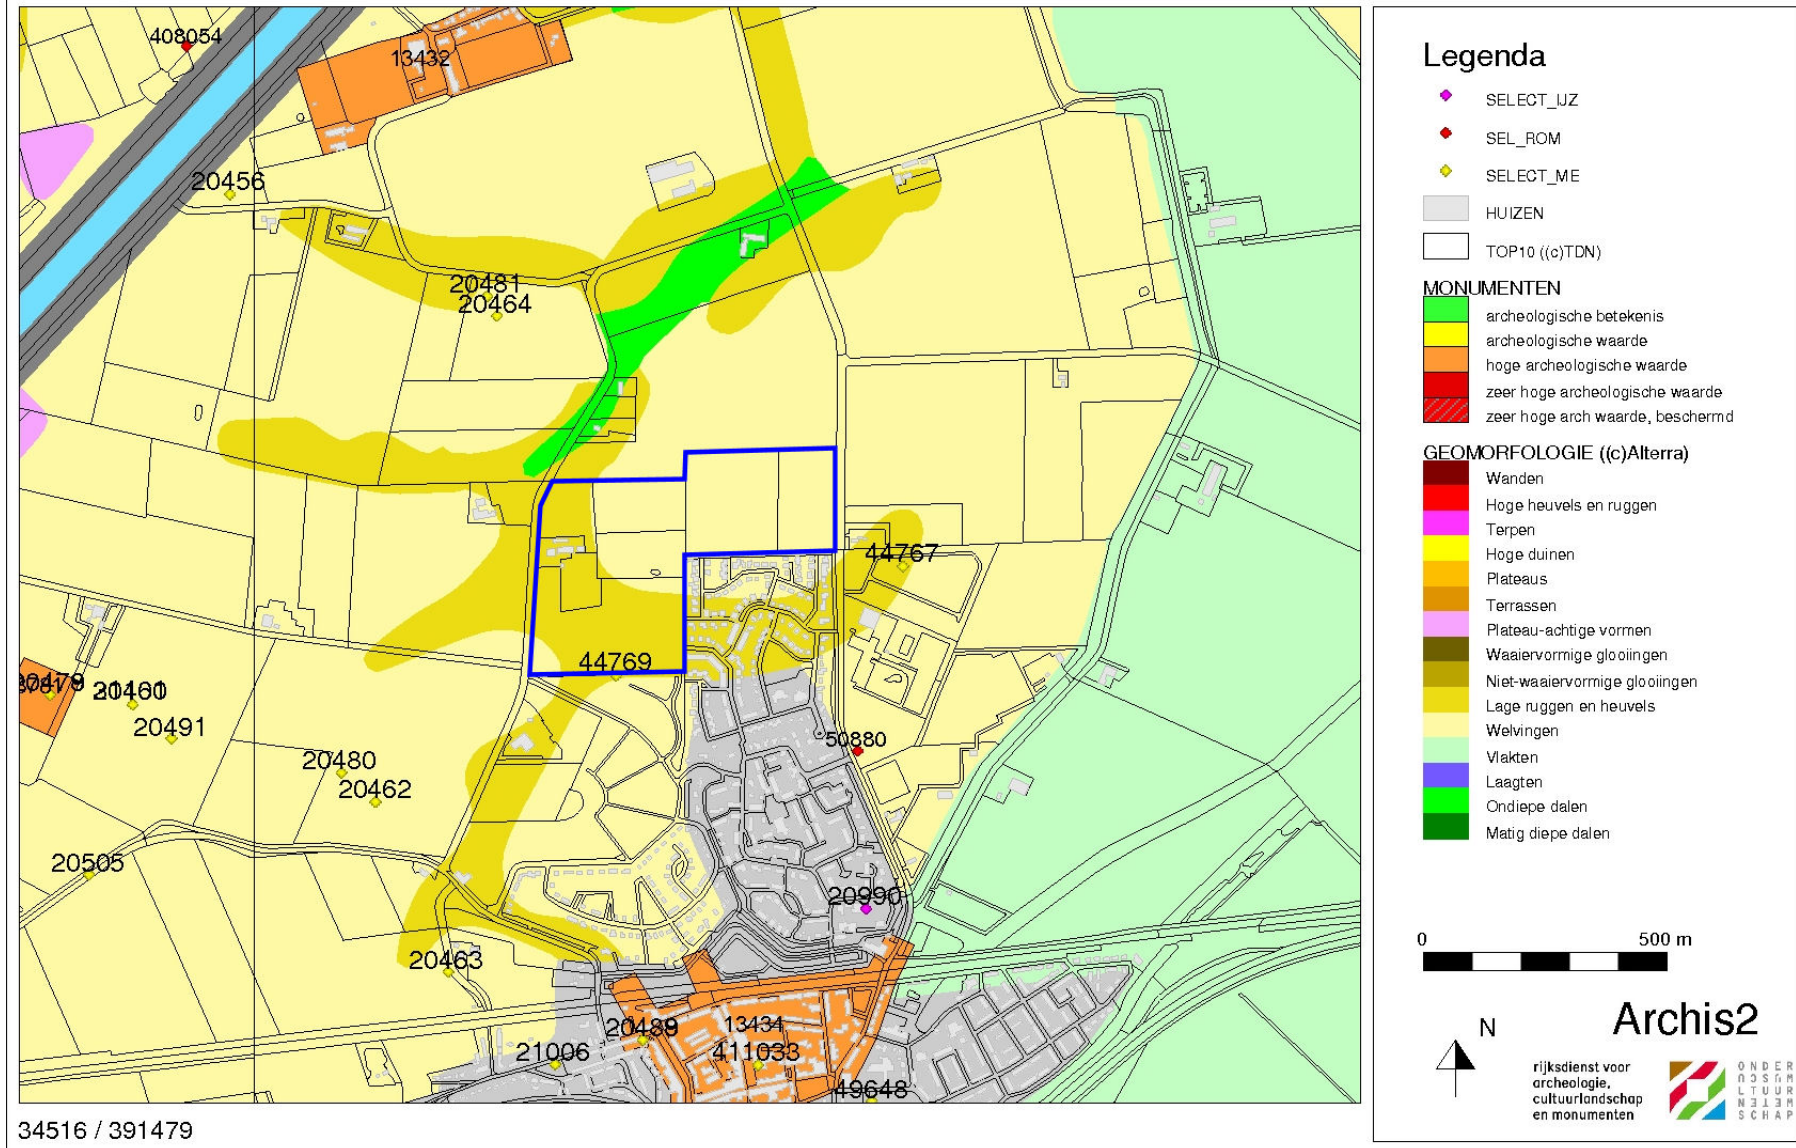 408054
13432
20456
20481
20464
44767
44769
20491
50880
20480
20462
20505
20990
20463
20489
13434
21006
411033
49648
34516 / 391479
Legenda
SELECT_IJZ
SEL_ROM
SELECT_ME
HUIZEN
TOP10 ((c)TDN)
MONUMENTEN
archeologische betekenis
archeologische waarde
hoge archeologische waarde
zeer hoge archeologische waarde
zeer hoge arch waarde, beschermd
GEOMORFOLOGIE ((c)Alterra)
Wanden
Hoge heuvels en ruggen
Terpen
Hoge duinen
Plateaus
Terrassen
Plateau-achtige vormen
Waaiervormige glooiingen
Niet-waaiervormige glooiingen
Lage ruggen en heuvels
Welvingen
Vlakten
Laagten
Ondiepe dalen
Matig diepe dalen
0 500 m
N
Archis2
rijksdienst voor
archeologie,
cultuurlandschap
en monumenten